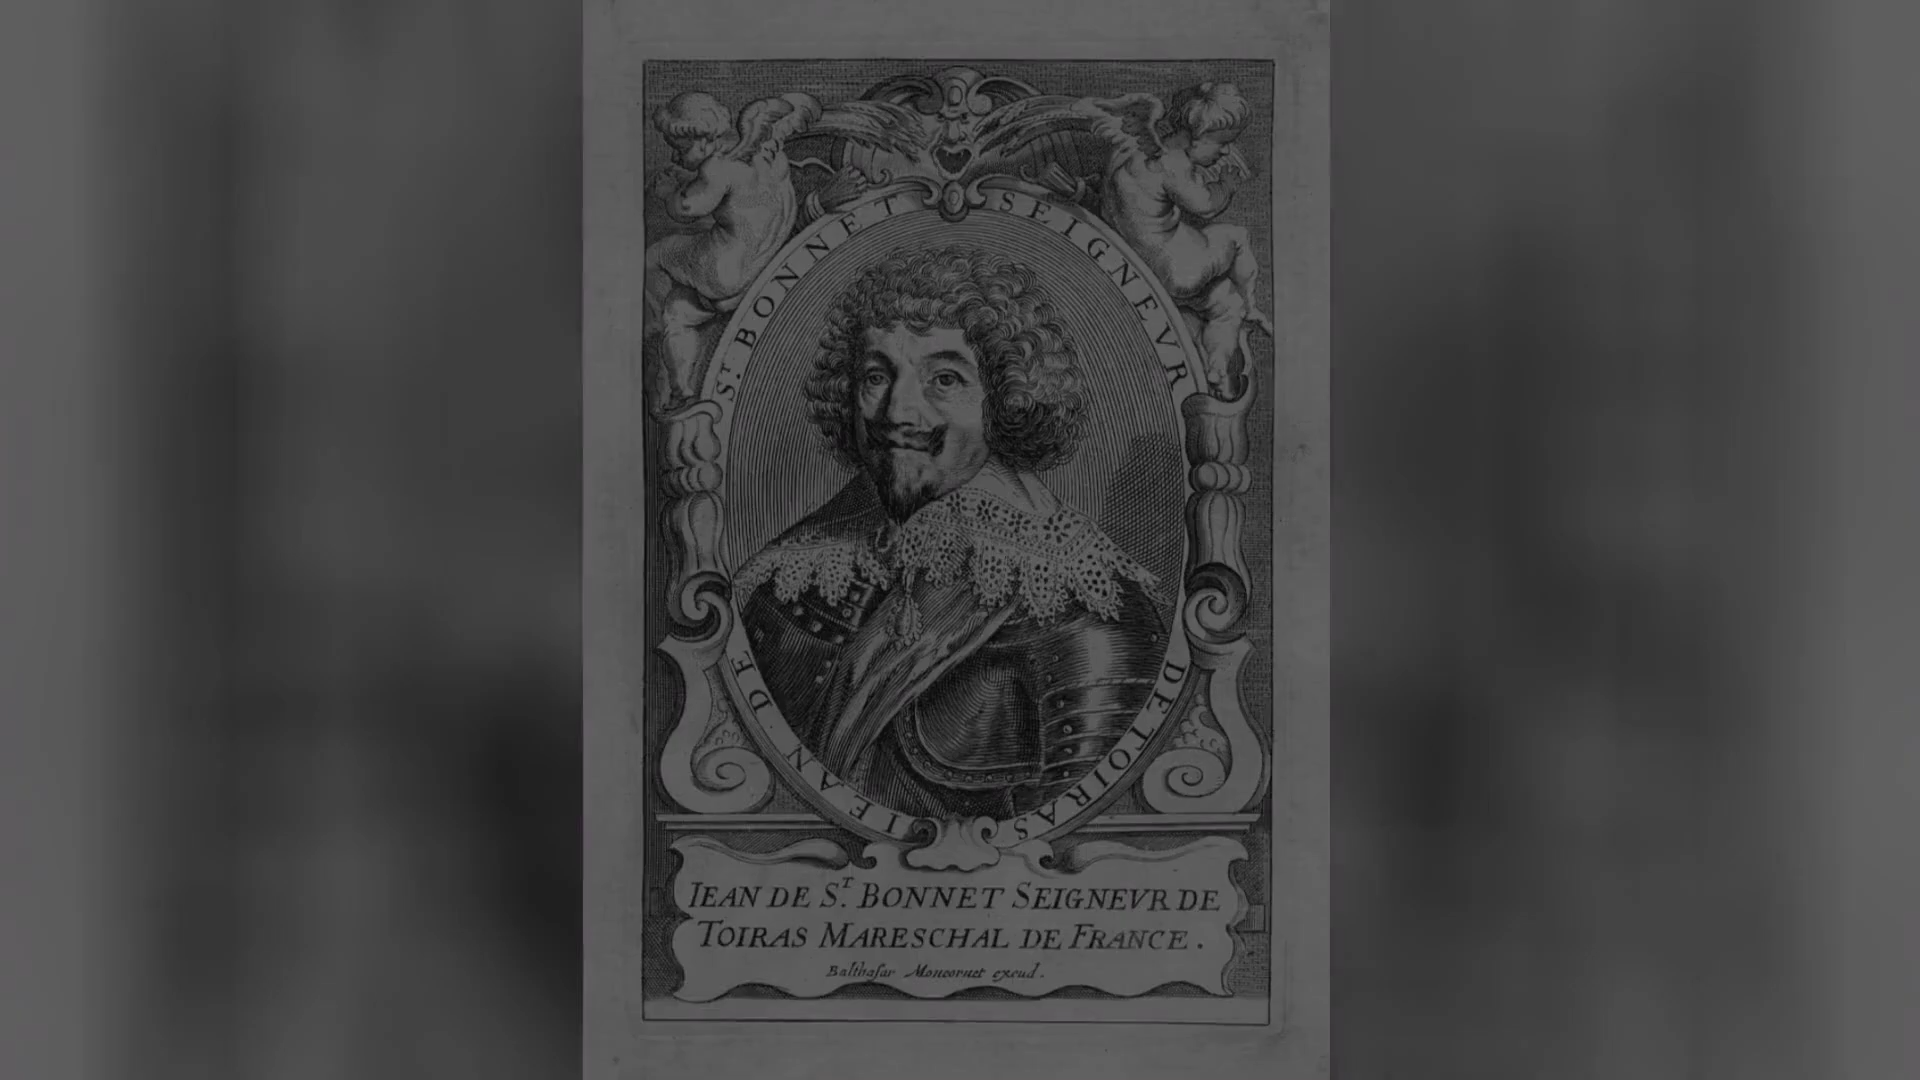 IEAN DE Sᵀ. BONNET SEIGNEVR DE TOIRAS
IEAN DE Sᵀ. BONNET SEIGNEVR DE
TOIRAS MARESCHAL DE FRANCE.
Balthasar Moncornet excud.